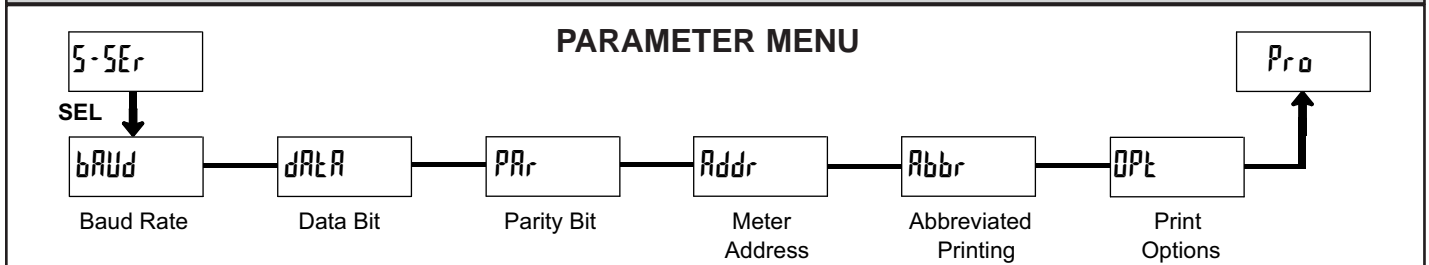 PARAMETER MENU
5-SEr
Pro
SEL
bAUd
dAtA
PAr
Addr
Abbr
OPt
Baud Rate
Data Bit
Parity Bit
Meter
Address
Abbreviated
Printing
Print
Options